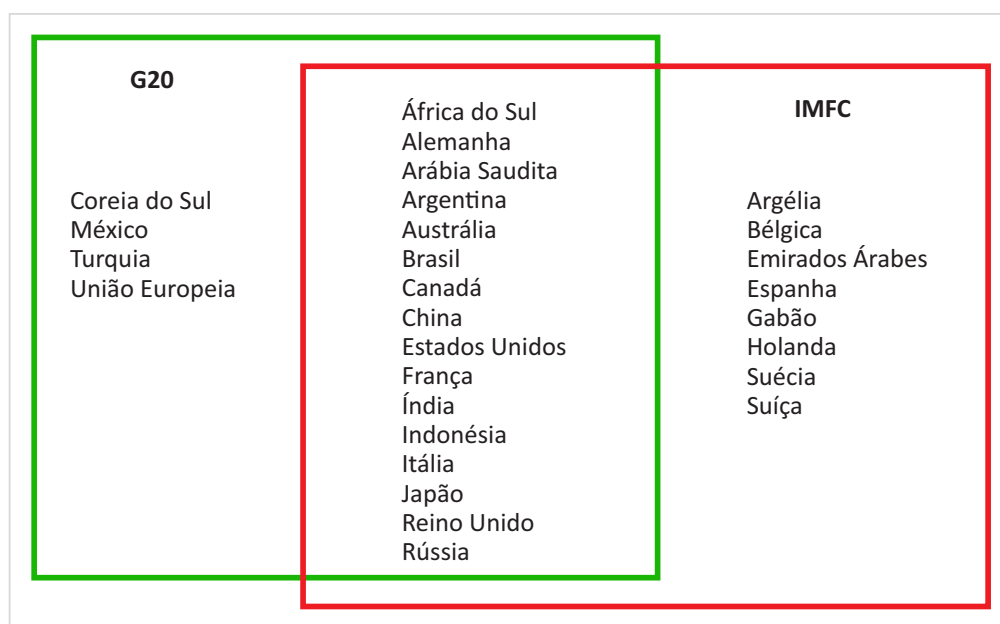 G20
Coreia do Sul
México
Turquia
União Europeia
África do Sul
Alemanha
Arábia Saudita
Argentina
Austrália
Brasil
Canadá
China
Estados Unidos
França
Índia
Indonésia
Itália
Japão
Reino Unido
Rússia
IMFC
Argélia
Bélgica
Emirados Árabes
Espanha
Gabão
Holanda
Suécia
Suíça